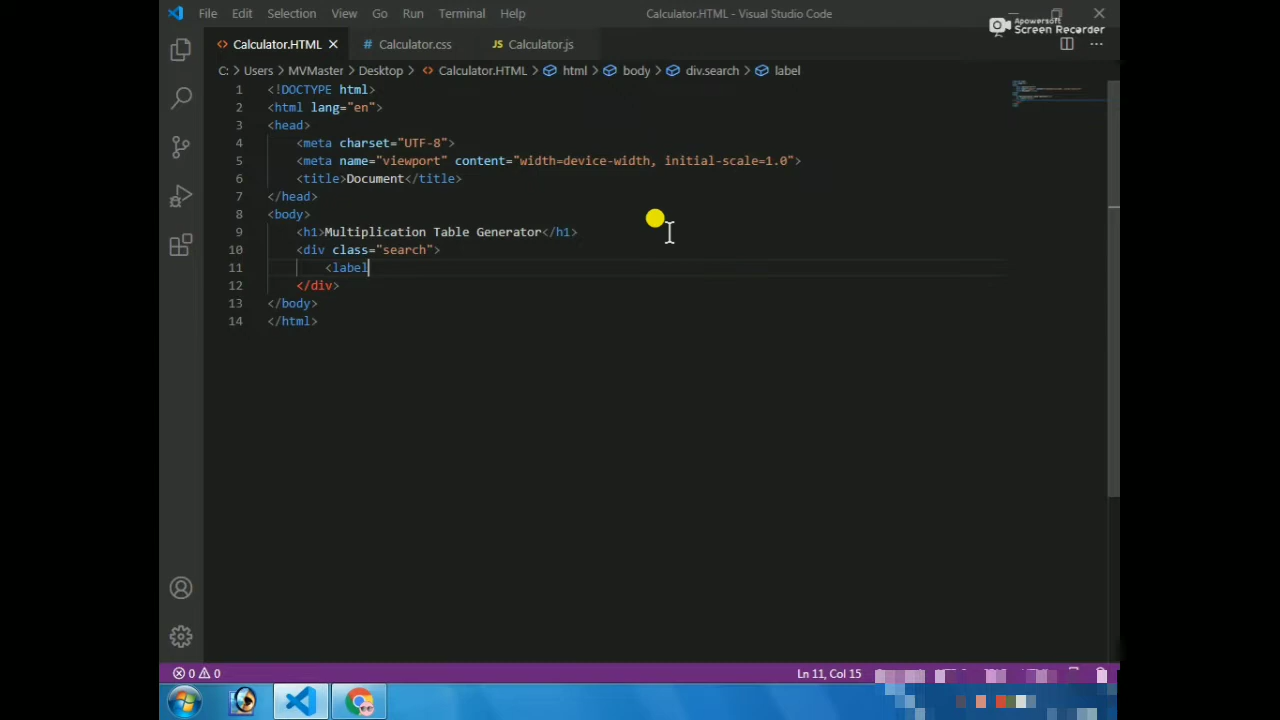 File Edit Selection View Go Run Terminal Help Calculator.HTML - Visual Studio Code
Apowersoft
Screen Recorder
Calculator.HTML Calculator.css JS Calculator.js
C: > Users > MVMaster > Desktop > Calculator.HTML > html > body > div.search > label
1 <!DOCTYPE html>
2 <html lang="en">
3 <head>
4 <meta charset="UTF-8">
5 <meta name="viewport" content="width=device-width, initial-scale=1.0">
6 <title>Document</title>
7 </head>
8 <body>
9 <h1>Multiplication Table Generator</h1>
10 <div class="search">
11 <label
12 </div>
13 </body>
14 </html>
0 0 Ln 11, Col 15